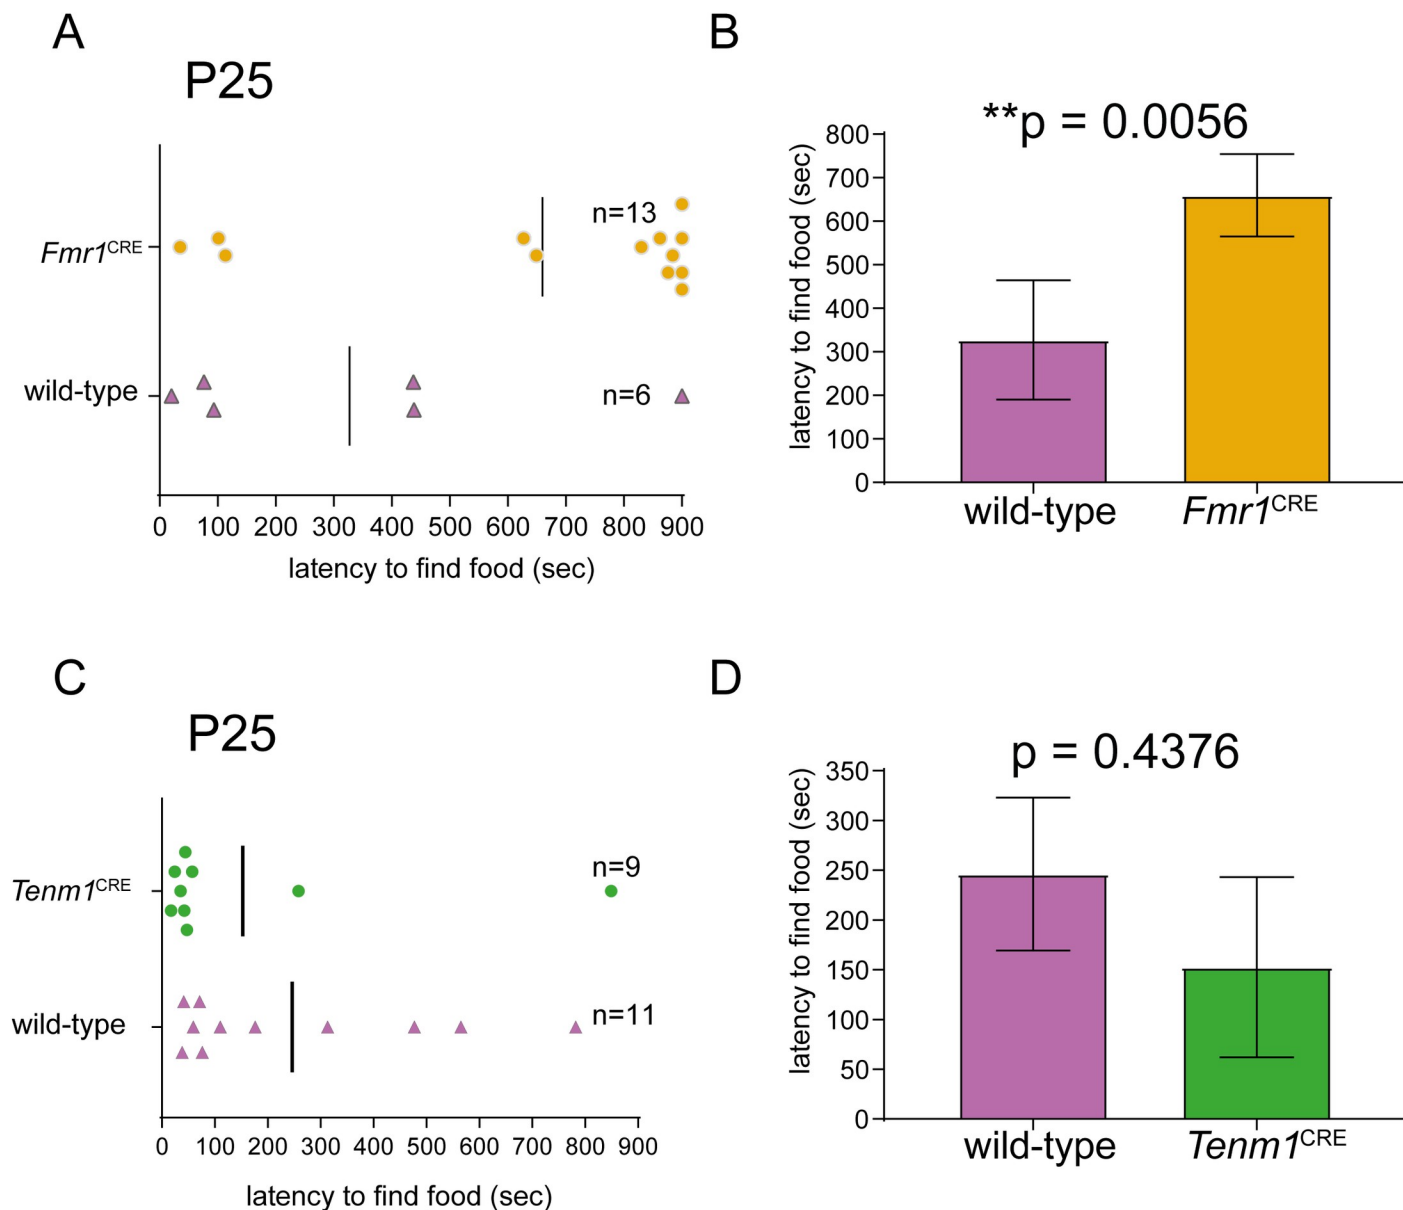 A
P25
Fmr1CRE
n=13
wild-type
n=6
0 100 200 300 400 500 600 700 800 900
latency to find food (sec)
B
**p = 0.0056
latency to find food (sec)
800
700
600
500
400
300
200
100
0
wild-type Fmr1CRE
C
P25
Tenm1CRE
n=9
wild-type
n=11
0 100 200 300 400 500 600 700 800 900
latency to find food (sec)
D
p = 0.4376
latency to find food (sec)
350
300
250
200
150
100
50
0
wild-type Tenm1CRE